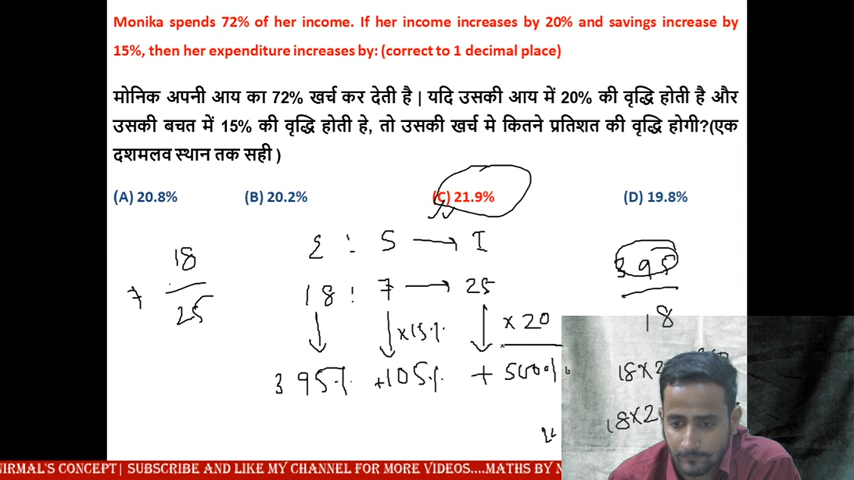 Monika spends 72% of her income. If her income increases by 20% and savings increase by
15%, then her expenditure increases by: (correct to 1 decimal place)
मोनिक अपनी आय का 72% खर्च कर देती है | यदि उसकी आय में 20% की वृद्धि होती है और
उसकी बचत में 15% की वृद्धि होती हे, तो उसकी खर्च मे कितने प्रतिशत की वृद्धि होगी?(एक
दशमलव स्थान तक सही )
(A) 20.8% (B) 20.2% (C) 21.9% (D) 19.8%
E : S → I
18 : 7 → 25
18
25
×15% × 20
395% +105% + 500%
395
18
18×2
18×2
NIRMAL'S CONCEPT| SUBSCRIBE AND LIKE MY CHANNEL FOR MORE VIDEOS....MATHS BY N